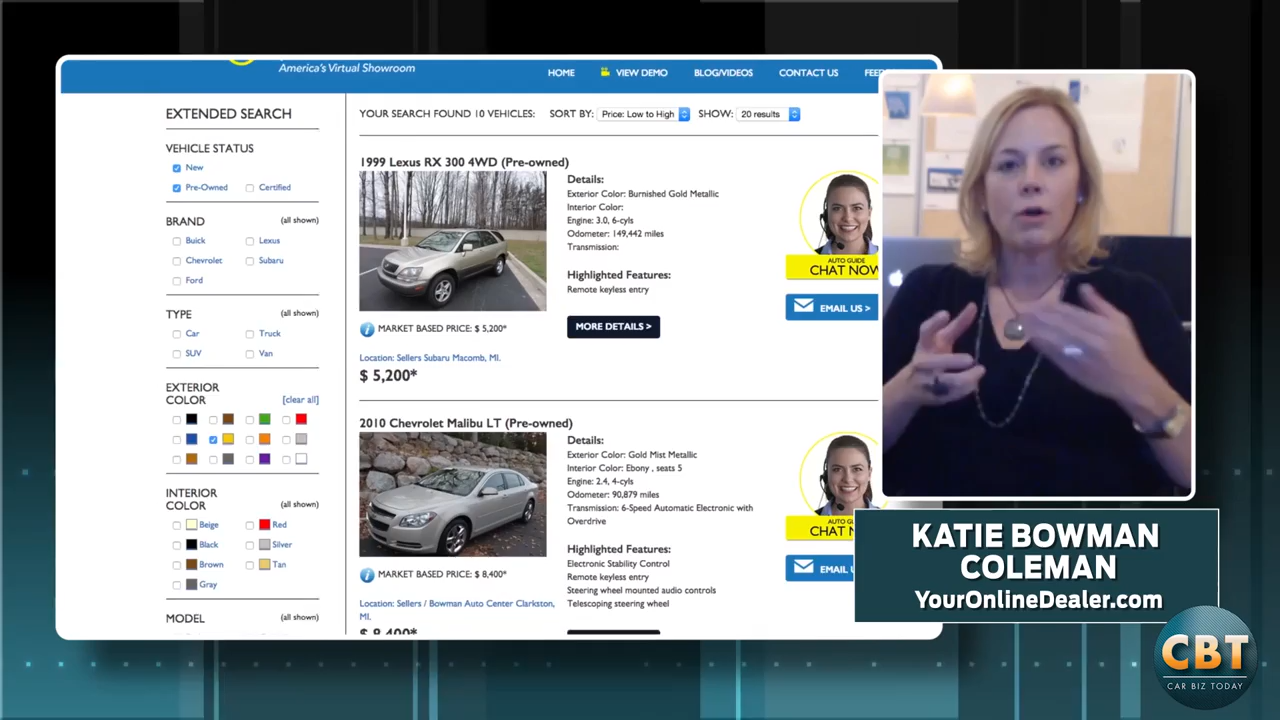 America's Virtual Showroom
HOME VIEW DEMO BLOG/VIDEOS CONTACT US
EXTENDED SEARCH
VEHICLE STATUS
New
Pre-Owned Certified
BRAND (all shown)
Buick Lexus
Chevrolet Subaru
Ford
TYPE (all shown)
Car Truck
SUV Van
EXTERIOR
COLOR [clear all]
INTERIOR
COLOR (all shown)
Beige Red
Black Silver
Brown Tan
Gray
MODEL (all shown)
YOUR SEARCH FOUND 10 VEHICLES: SORT BY: Price: Low to High SHOW: 20 results
1999 Lexus RX 300 4WD (Pre-owned)
Details:
Exterior Color: Burnished Gold Metallic
Interior Color:
Engine: 3.0, 6-cyls
Odometer: 149,442 miles
Transmission:
Highlighted Features:
Remote keyless entry
MORE DETAILS >
MARKET BASED PRICE: $ 5,200*
Location: Sellers Subaru Macomb, MI.
$ 5,200*
AUTO GUIDE
CHAT NOW
EMAIL US >
2010 Chevrolet Malibu LT (Pre-owned)
Details:
Exterior Color: Gold Mist Metallic
Interior Color: Ebony , seats 5
Engine: 2.4, 4-cyls
Odometer: 90,879 miles
Transmission: 6-Speed Automatic Electronic with
Overdrive
Highlighted Features:
Electronic Stability Control
Remote keyless entry
Steering wheel mounted audio controls
Telescoping steering wheel
MARKET BASED PRICE: $ 8,400*
Location: Sellers / Bowman Auto Center Clarkston,
MI.
$ 8,400*
AUTO
CHAT
EMAIL
KATIE BOWMAN
COLEMAN
YourOnlineDealer.com
CBT
CAR BIZ TODAY